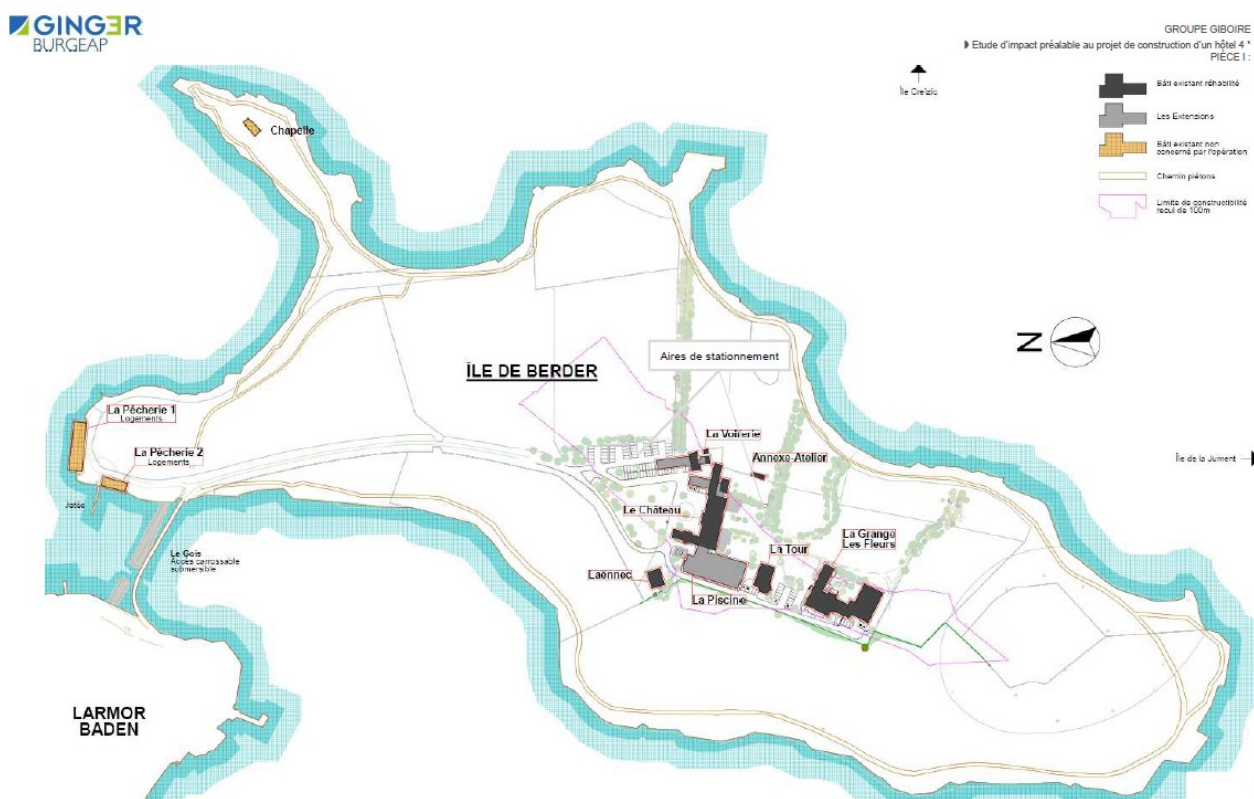 GINGER
BURGEAP
GROUPE GIBOIRE
Etude d'impact préalable au projet de construction d'un hôtel 4 *
PIÈCE I :
Île Creïzic
Bâti existant réhabilité
Les Extensions
Bâti existant non
concerné par l'opération
Chemin piétons
Limite de constructibilité
recul de 100m
Chapelle
N
Aires de stationnement
ÎLE DE BERDER
La Pêcherie 1
Logements
La Voiterie
La Pêcherie 2
Logements
Annexe-Atelier
Île de la Jument
Jetée
Le Château
La Grange
Les Fleurs
La Tour
Le Gois
Accès carrossable
submersible
Laënnec
La Piscine
LARMOR
BADEN